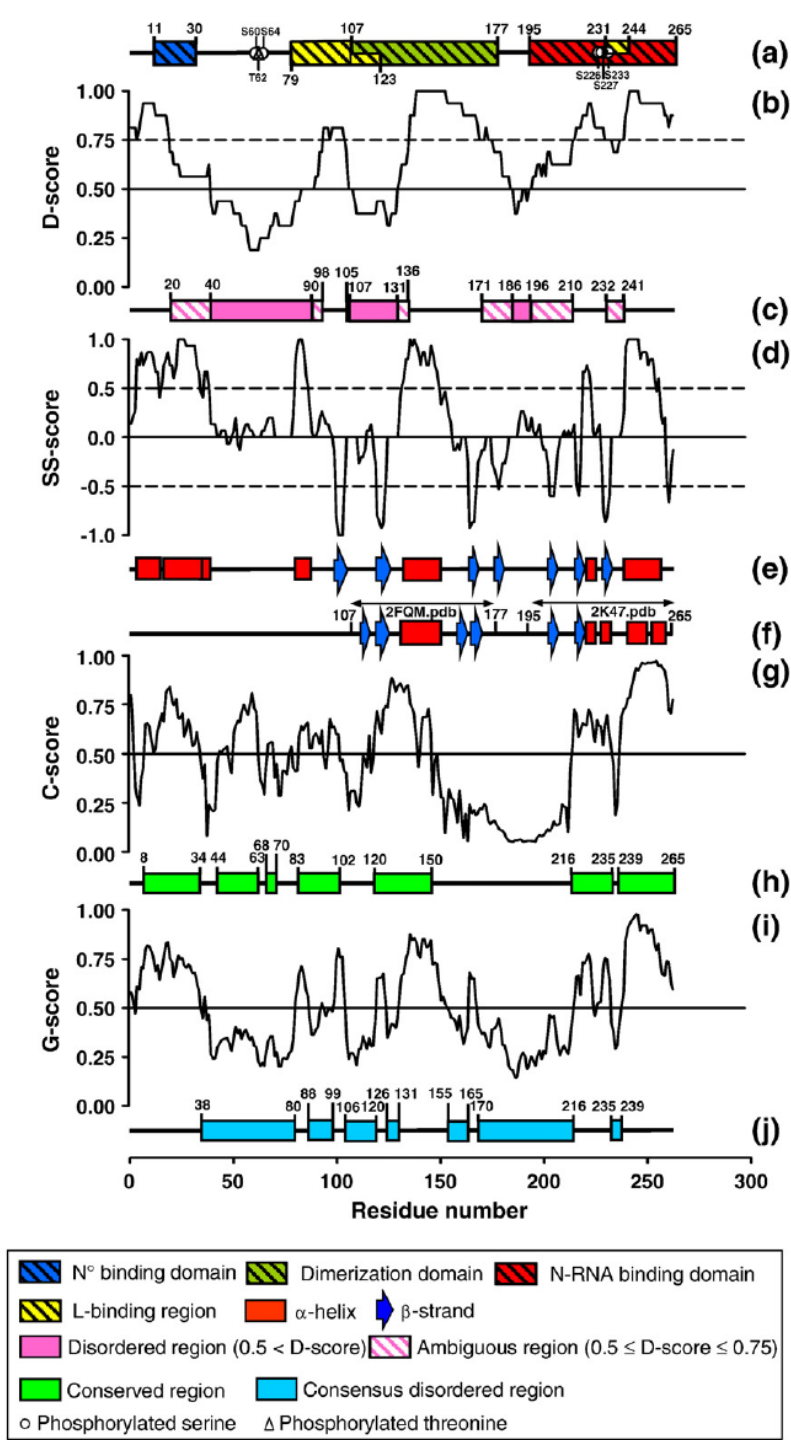 11 30 S60 S64 107 177 195 231 244 265
(a)
79 T62 123 S226 S227 S233
(b)
D-score
1.00
0.75
0.50
0.25
0.00
20 40 90 98 105 107 131 136 171 186 196 210 232 241
(c)
(d)
SS-score
1.0
0.5
0.0
-0.5
-1.0
(e)
107 2FQM.pdb 177 195 2K47.pdb 265
(f)
(g)
C-score
1.00
0.75
0.50
0.25
0.00
8 34 44 63 68 70 83 102 120 150 216 235 239 265
(h)
(i)
G-score
1.00
0.75
0.50
0.25
0.00
38 80 88 99 106 120 126 131 155 165 170 216 235 239
(j)
0 50 100 150 200 250 300
Residue number
N° binding domain Dimerization domain N-RNA binding domain
L-binding region α-helix β-strand
Disordered region (0.5 < D-score) Ambiguous region (0.5 ≤ D-score ≤ 0.75)
Conserved region Consensus disordered region
Phosphorylated serine Phosphorylated threonine